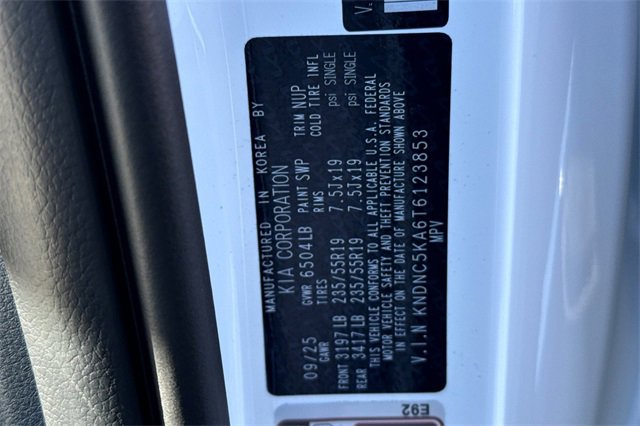 MANUFACTURED IN KOREA BY
KIA CORPORATION
09/25 GVWR 6504LB PAINT SWP TRIM NUP
GAWR TIRES RIMS COLD TIRE INFL
FRONT 3197LB 235/55R19 7.5Jx19 psi SINGLE
REAR 3417LB 235/55R19 7.5Jx19 psi SINGLE
THIS VEHICLE CONFORMS TO ALL APPLICABLE U.S.A. FEDERAL
MOTOR VEHICLE SAFETY AND THEFT PREVENTION STANDARDS
IN EFFECT ON THE DATE OF MANUFACTURE SHOWN ABOVE
V.I.N KNDNC5KA6T6123853
MPV
E92